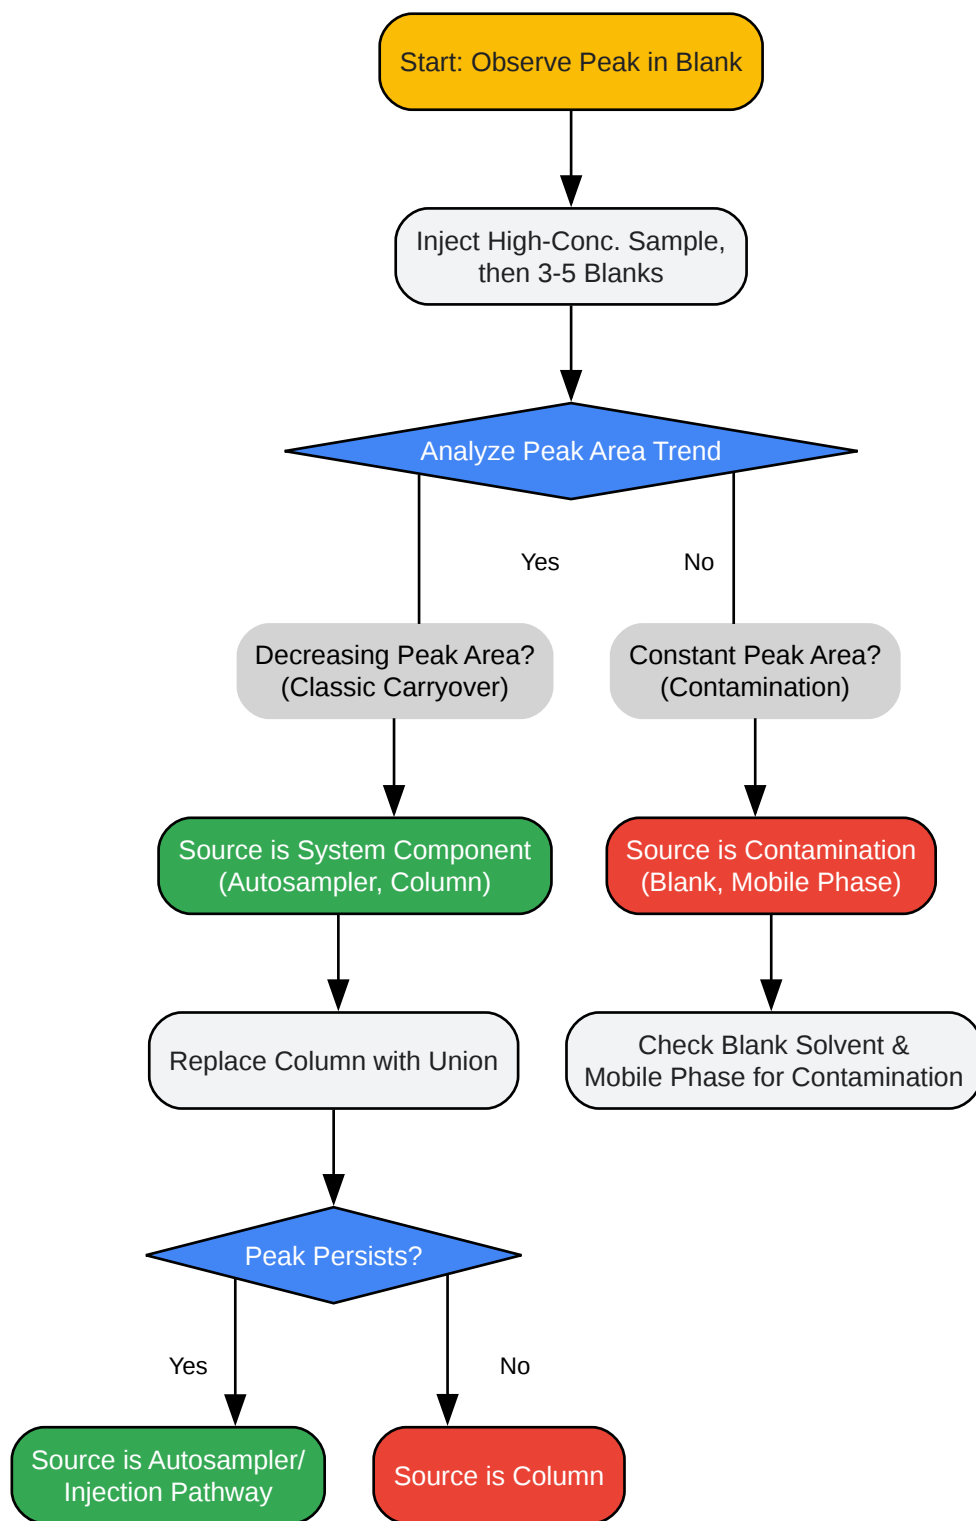 Start: Observe Peak in Blank
Inject High-Conc. Sample,
then 3-5 Blanks
Analyze Peak Area Trend
Yes
No
Decreasing Peak Area?
(Classic Carryover)
Constant Peak Area?
(Contamination)
Source is System Component
(Autosampler, Column)
Source is Contamination
(Blank, Mobile Phase)
Replace Column with Union
Check Blank Solvent &
Mobile Phase for Contamination
Peak Persists?
Yes
No
Source is Autosampler/
Injection Pathway
Source is Column